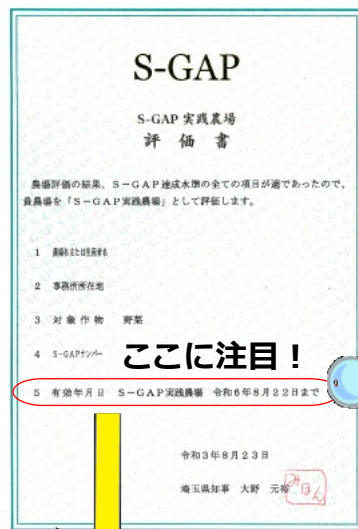 S-GAP
S-GAP 実践農場
評 価 書
農場評価の結果、S-GAP達成水準の全ての項目が適であったので、
貴農場を「S-GAP実践農場」として評価します。
1 農場名または生産者名
2 事務所所在地
3 対象作物 野菜
4 S-GAPナンバー
ここに注目！
5 有効年月日 S-GAP実践農場 令和6年8月22日まで
令和3年8月23日
埼玉県知事 大野 元裕
みほん